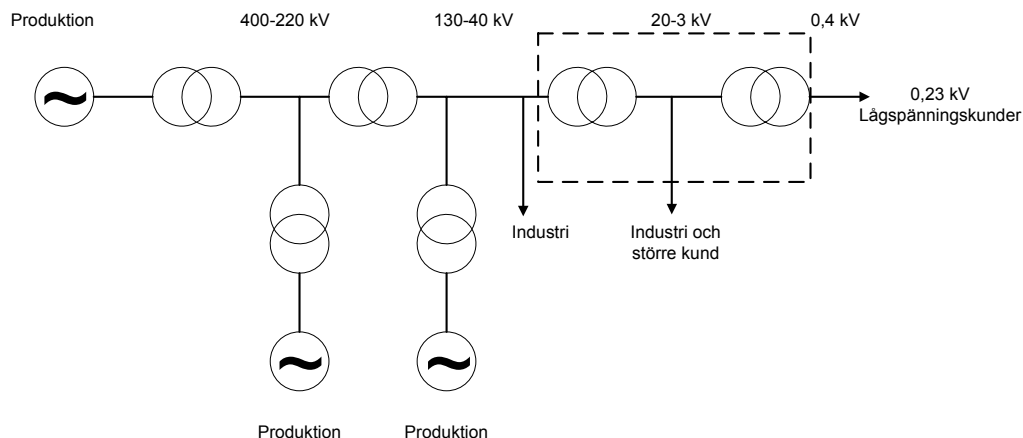 Produktion
400-220 kV
130-40 kV
20-3 kV
0,4 kV
0,23 kV
Lågspänningskunder
Industri
Industri och
större kund
Produktion
Produktion